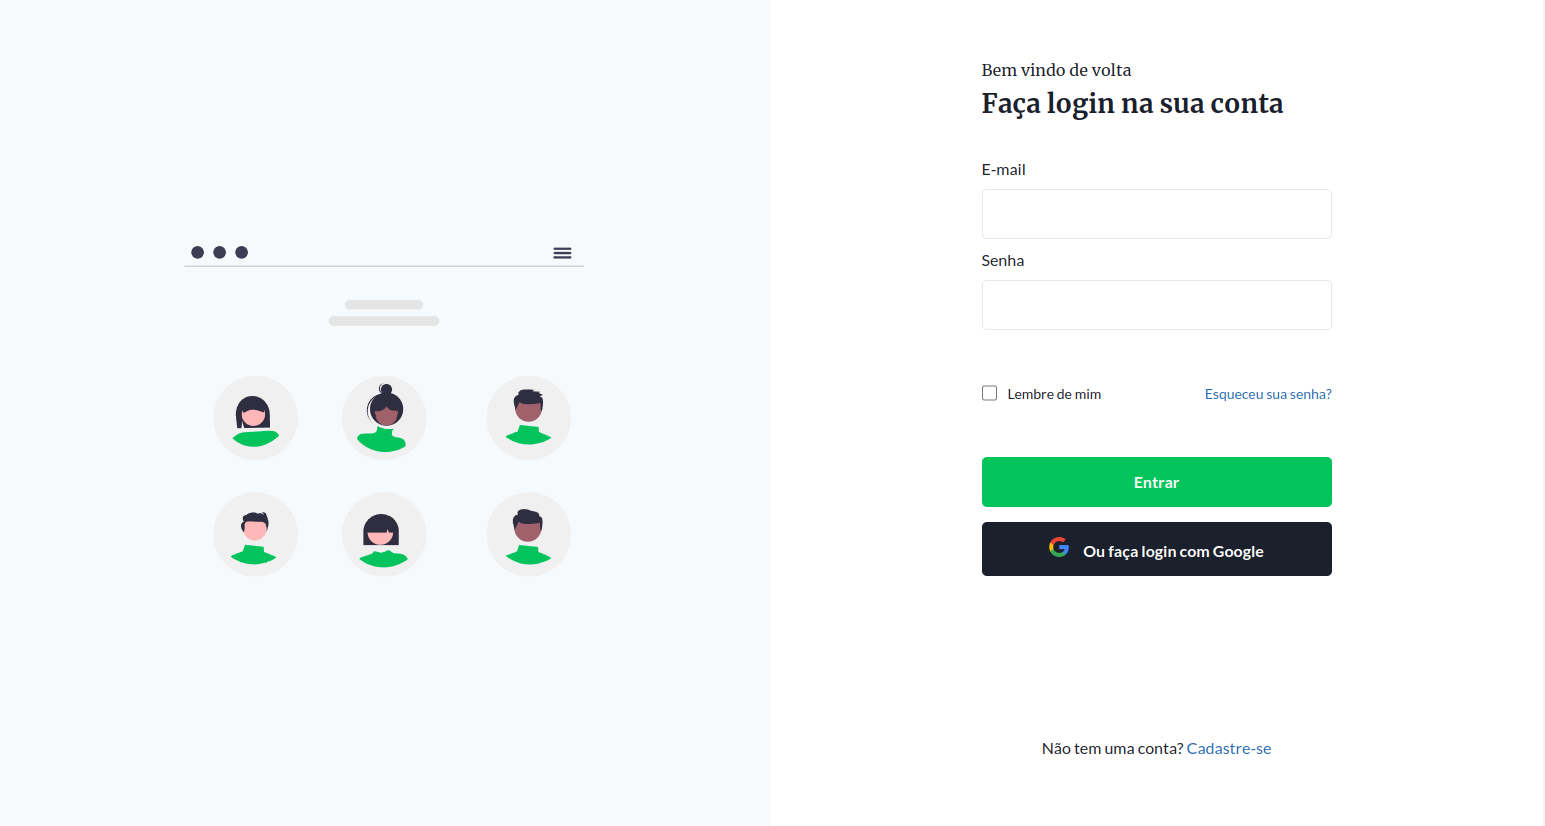 Bem vindo de volta
Faça login na sua conta
E-mail
Senha
Lembre de mim
Esqueceu sua senha?
Entrar
Ou faça login com Google
Não tem uma conta? Cadastre-se